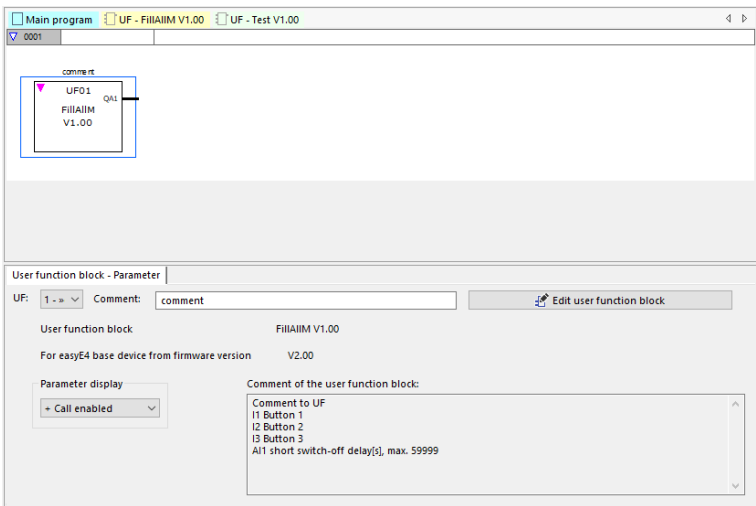 Main program UF - FillAllM V1.00 UF - Test V1.00
0001
comment
UF01
QA1
FillAllM
V1.00
User function block - Parameter
UF: 1 - » Comment: comment Edit user function block
User function block FillAllM V1.00
For easyE4 base device from firmware version V2.00
Parameter display
+ Call enabled
Comment of the user function block:
Comment to UF
I1 Button 1
I2 Button 2
I3 Button 3
AI1 short switch-off delay[s], max. 59999